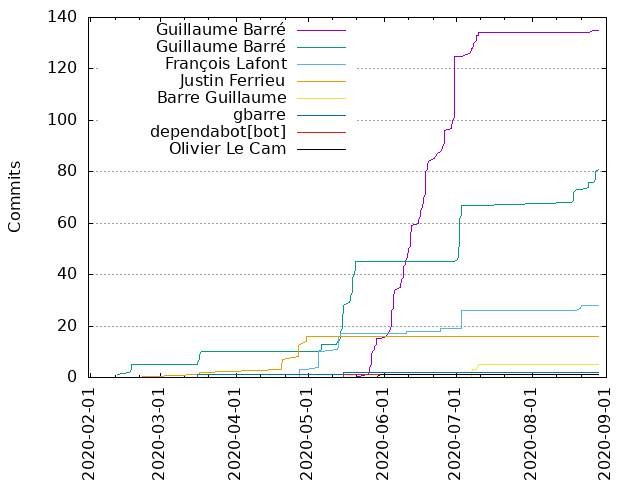 140
120
100
80
60
40
20
0
Commits
Guillaume Barré
Guillaume Barré
François Lafont
Justin Ferrieu
Barre Guillaume
gbarre
dependabot[bot]
Olivier Le Cam
2020-02-01
2020-03-01
2020-04-01
2020-05-01
2020-06-01
2020-07-01
2020-08-01
2020-09-01